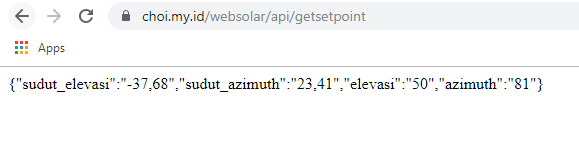 choi.my.id/websolar/api/getsetpoint
Apps
{"sudut_elevasi":"-37,68","sudut_azimuth":"23,41","elevasi":"50","azimuth":"81"}